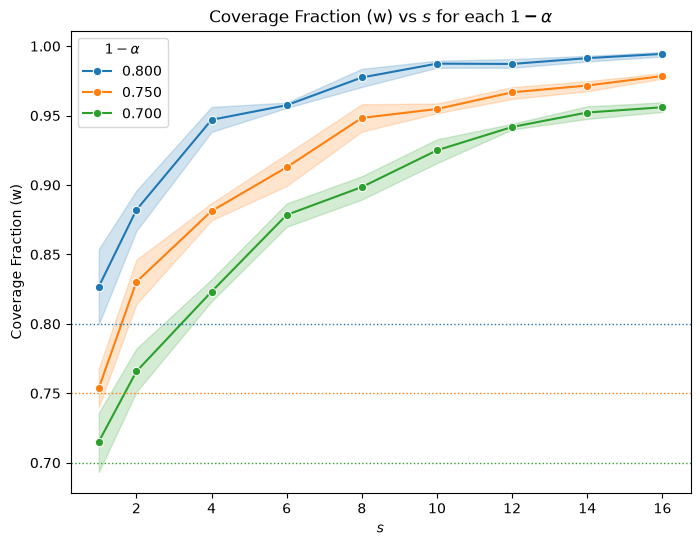 Coverage Fraction (w) vs s for each 1 − α
1 − α
0.800
0.750
0.700
Coverage Fraction (w)
1.00
0.95
0.90
0.85
0.80
0.75
0.70
2 4 6 8 10 12 14 16
s